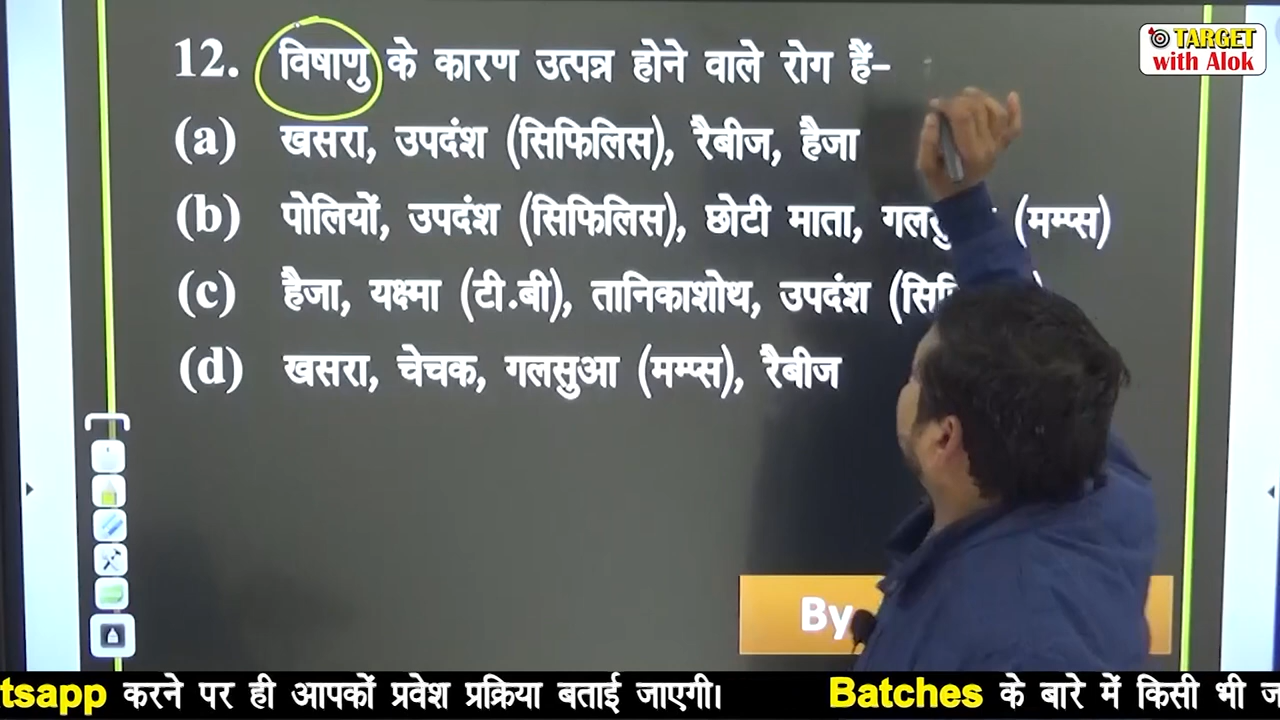 TARGET
with Alok
12. विषाणु के कारण उत्पन्न होने वाले रोग हैं-
(a) खसरा, उपदंश (सिफिलिस), रैबीज, हैजा
(b) पोलियों, उपदंश (सिफिलिस), छोटी माता, (मम्प्स)
(c) हैजा, यक्ष्मा (टी.बी), तानिकाशोथ, उपदंश
(d) खसरा, चेचक, गलसुआ (मम्प्स), रैबीज
By
tsapp करने पर ही आपकों प्रवेश प्रक्रिया बताई जाएगी। Batches के बारे में किसी भी